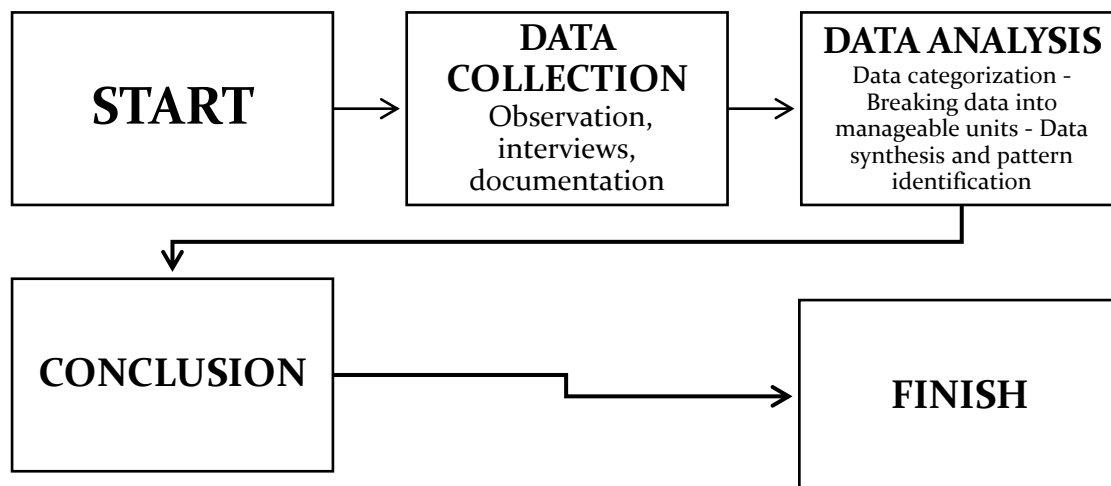 START
DATA
COLLECTION
Observation,
interviews,
documentation
DATA ANALYSIS
Data categorization -
Breaking data into
manageable units - Data
synthesis and pattern
identification
CONCLUSION
FINISH